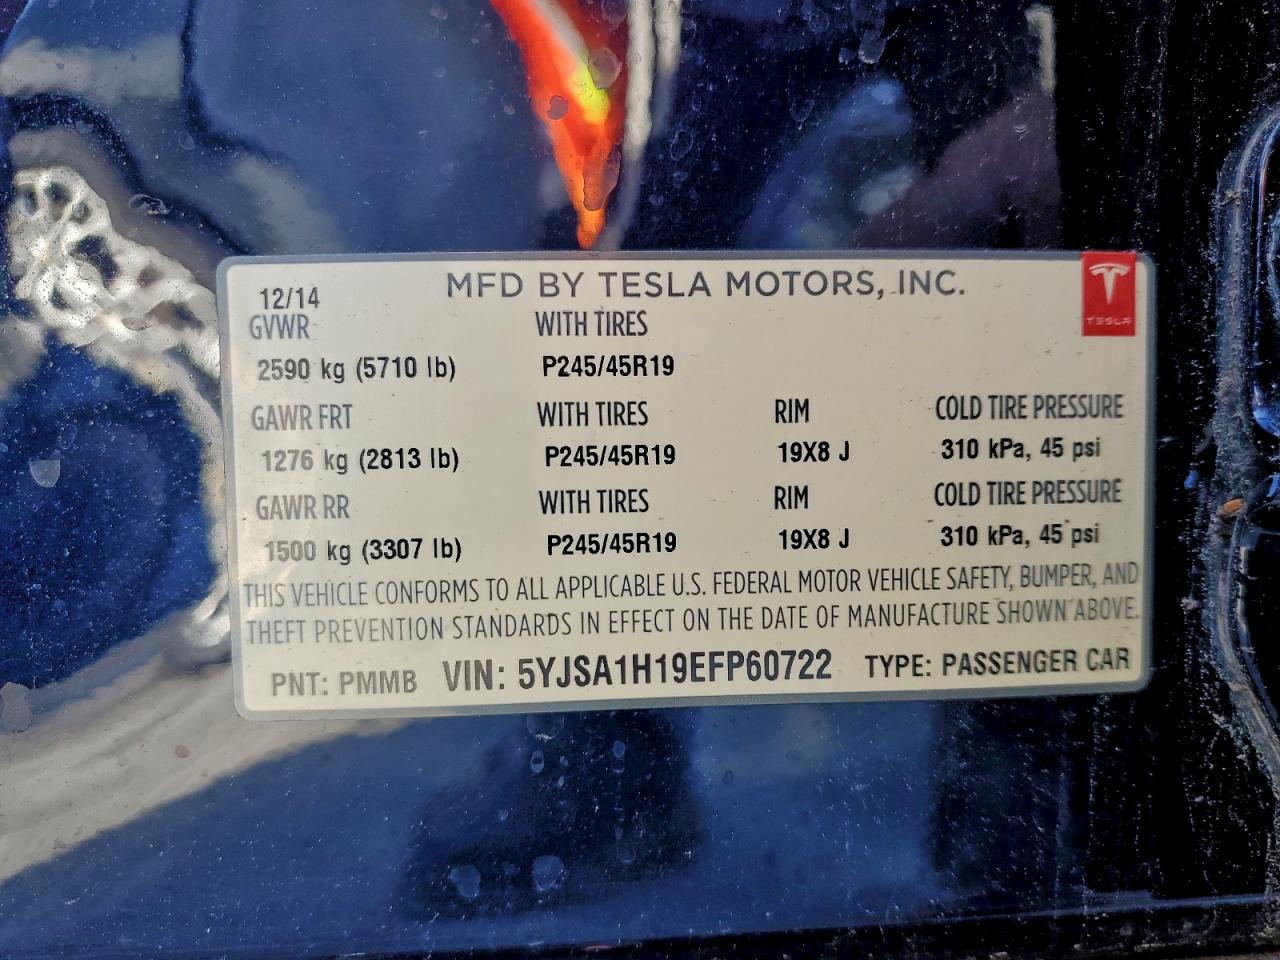 12/14 MFD BY TESLA MOTORS, INC.
TESLA
GVWR WITH TIRES
2590 kg (5710 lb) P245/45R19
GAWR FRT WITH TIRES RIM COLD TIRE PRESSURE
1276 kg (2813 lb) P245/45R19 19X8 J 310 kPa, 45 psi
GAWR RR WITH TIRES RIM COLD TIRE PRESSURE
1500 kg (3307 lb) P245/45R19 19X8 J 310 kPa, 45 psi
THIS VEHICLE CONFORMS TO ALL APPLICABLE U.S. FEDERAL MOTOR VEHICLE SAFETY, BUMPER, AND
THEFT PREVENTION STANDARDS IN EFFECT ON THE DATE OF MANUFACTURE SHOWN ABOVE.
PNT: PMMB VIN: 5YJSA1H19EFP60722 TYPE: PASSENGER CAR